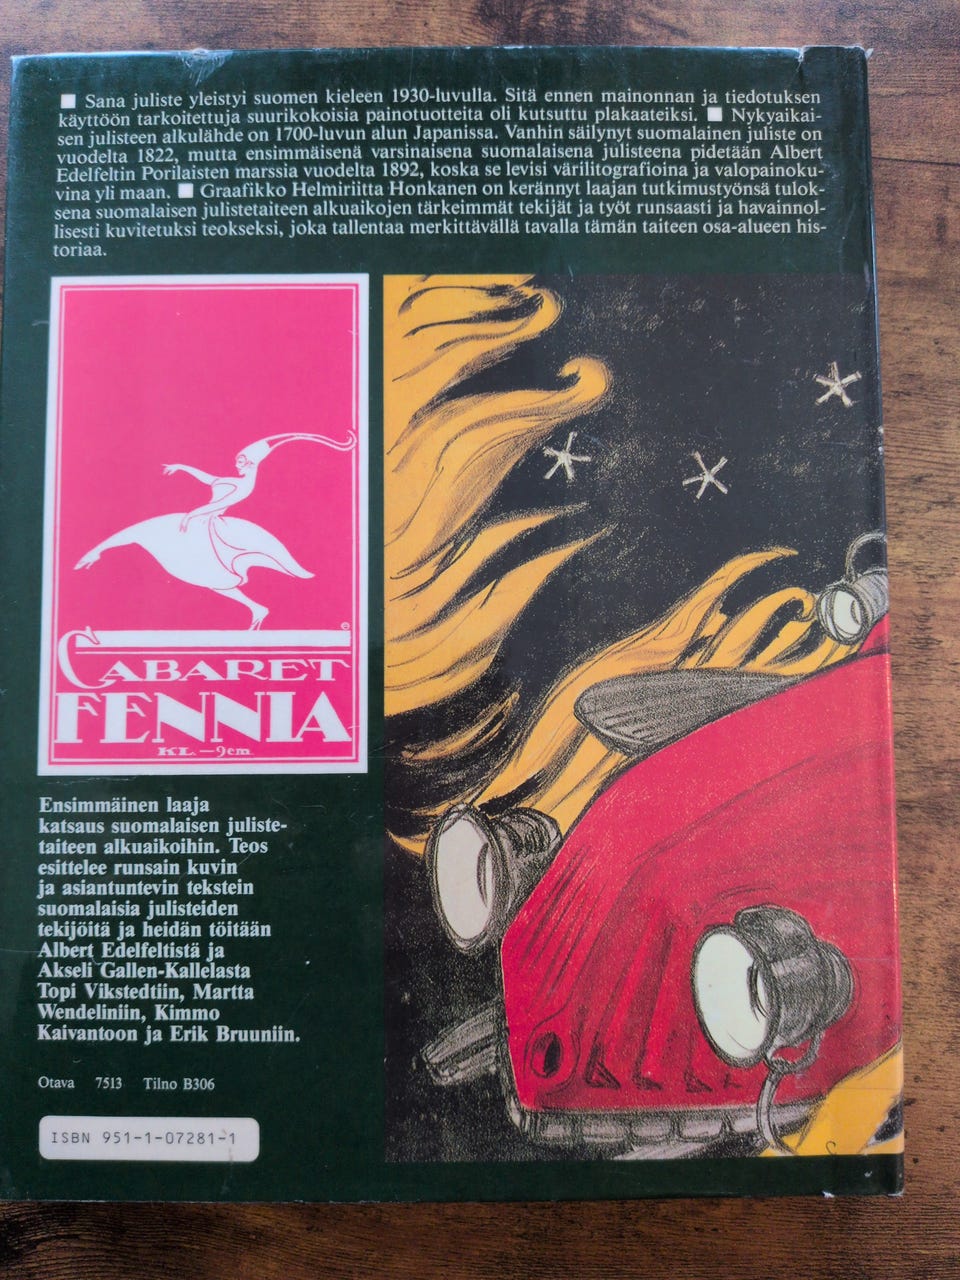 ■ Sana juliste yleistyi suomen kieleen 1930-luvulla. Sitä ennen mainonnan ja tiedotuksen
käyttöön tarkoitettuja suurikokoisia painotuotteita oli kutsuttu plakaateiksi. ■ Nykyaikai-
sen julisteen alkulähde on 1700-luvun alun Japanissa. Vanhin säilynyt suomalainen juliste on
vuodelta 1822, mutta ensimmäisenä varsinaisena suomalaisena julisteena pidetään Albert
Edelfeltin Porilaisten marssia vuodelta 1892, koska se levisi värilitografioina ja valopainoku-
vina yli maan. ■ Graafikko Helmiriitta Honkanen on kerännyt laajan tutkimustyönsä tulok-
sena suomalaisen julistetaiteen alkuaikojen tärkeimmät tekijät ja työt runsaasti ja havainnol-
lisesti kuvitetuksi teokseksi, joka tallentaa merkittävällä tavalla tämän taiteen osa-alueen his-
toriaa.
CABARET
FENNIA
KL. — 9 em.
Ensimmäinen laaja
katsaus suomalaisen juliste-
taiteen alkuaikoihin. Teos
esittelee runsain kuvin
ja asiantuntevin tekstein
suomalaisia julisteiden
tekijöitä ja heidän töitään
Albert Edelfeltistä ja
Akseli Gallen-Kallelasta
Topi Vikstedtiin, Martta
Wendeliniin, Kimmo
Kaivantoon ja Erik Bruuniin.
Otava 7513 Tilno B306
ISBN 951-1-07281-1